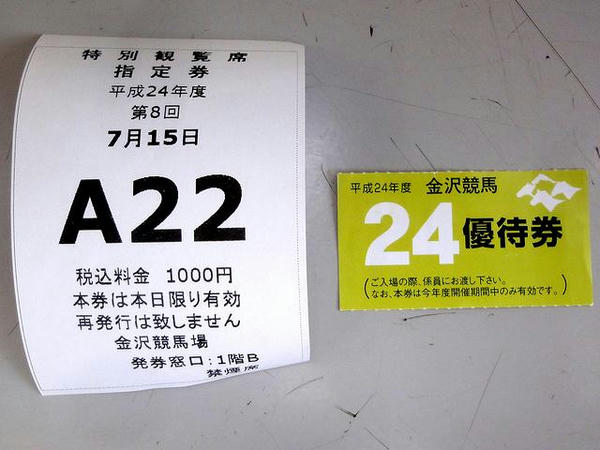 特別観覧席
指定券
平成24年度
第8回
7月15日
A22
税込料金 1000円
本券は本日限り有効
再発行は致しません
金沢競馬場
発券窓口:1階B
禁煙席
平成24年度 金沢競馬
24優待券
(ご入場の際、係員にお渡し下さい。
なお、本券は今年度開催期間中のみ有効です。)